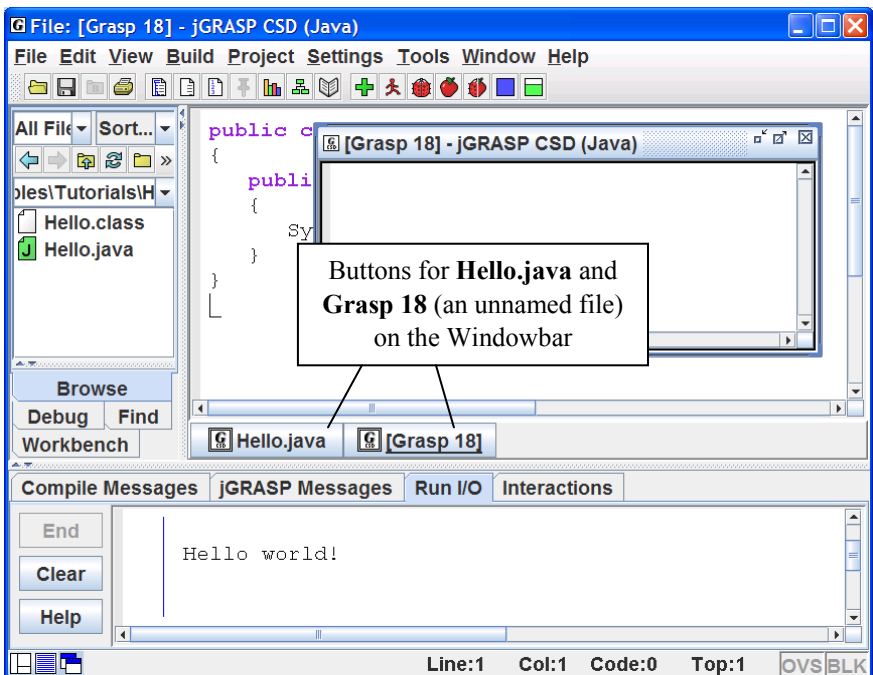 File: [Grasp 18] - jGRASP CSD (Java)
File Edit View Build Project Settings Tools Window Help
All File Sort...
ples\Tutorials\H
Hello.class
Hello.java
Browse
Debug Find
Workbench
public c
{
publi
{
Sy
}
}
[Grasp 18] - jGRASP CSD (Java)
Buttons for Hello.java and
Grasp 18 (an unnamed file)
on the Windowbar
Hello.java [Grasp 18]
Compile Messages jGRASP Messages Run I/O Interactions
End
Clear
Help
Hello world!
Line:1 Col:1 Code:0 Top:1 OVS BLK